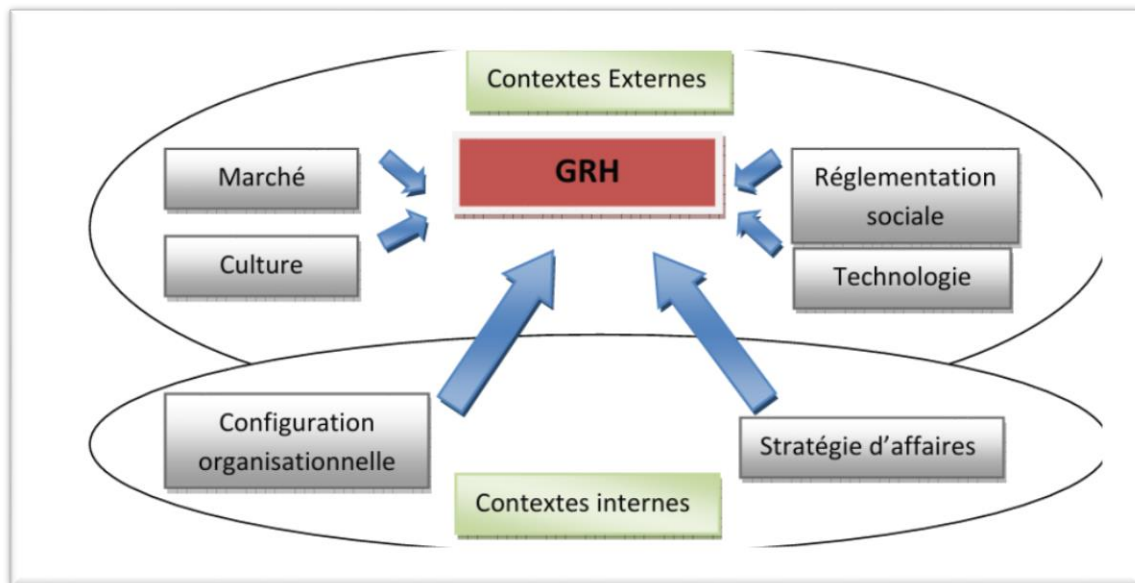 Contextes Externes
GRH
Marché
Culture
Réglementation
sociale
Technologie
Configuration
organisationnelle
Stratégie d’affaires
Contextes internes